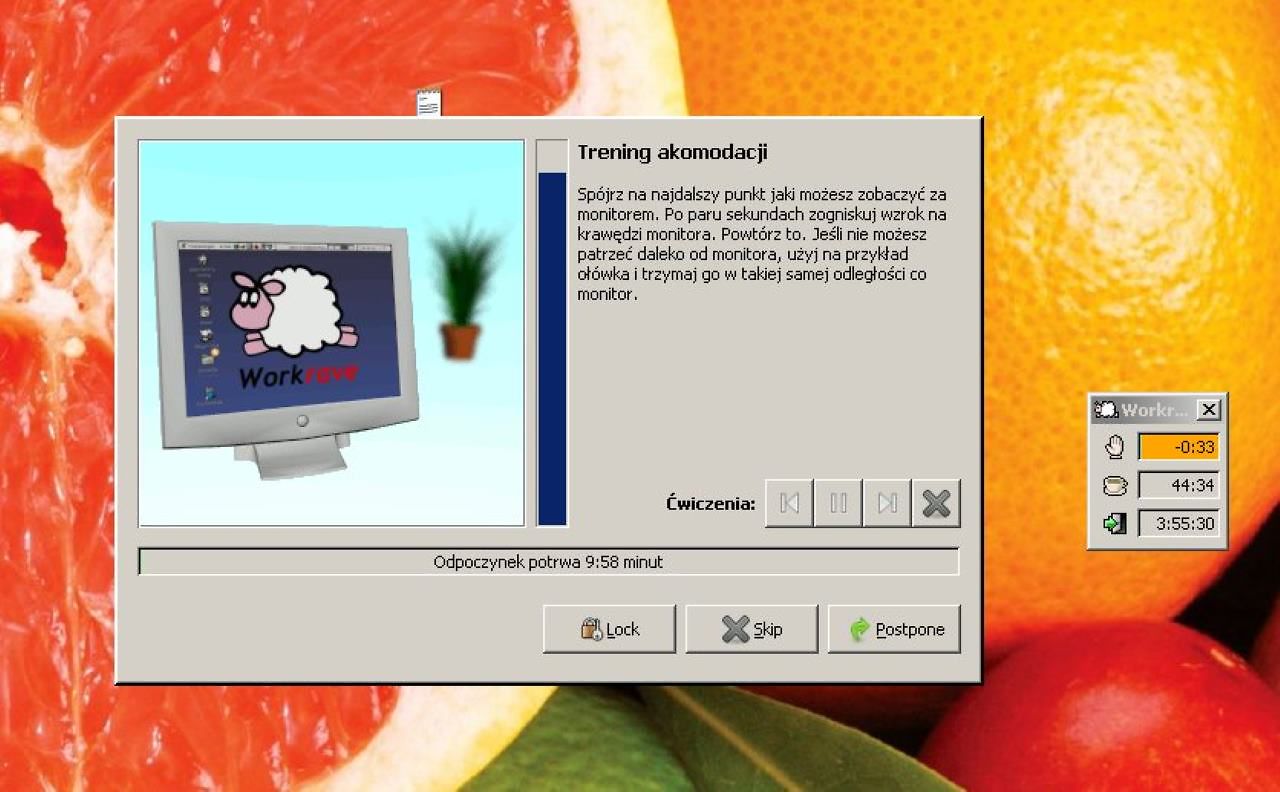 Trening akomodacji
Spójrz na najdalszy punkt jaki możesz zobaczyć za
monitorem. Po paru sekundach zogniskuj wzrok na
krawędzi monitora. Powtórz to. Jeśli nie możesz
patrzeć daleko od monitora, użyj na przykład
ołówka i trzymaj go w takiej samej odległości co
monitor.
Workrave
Ćwiczenia:
Odpoczynek potrwa 9:58 minut
Lock
Skip
Postpone
Workr...
-0:33
44:34
3:55:30